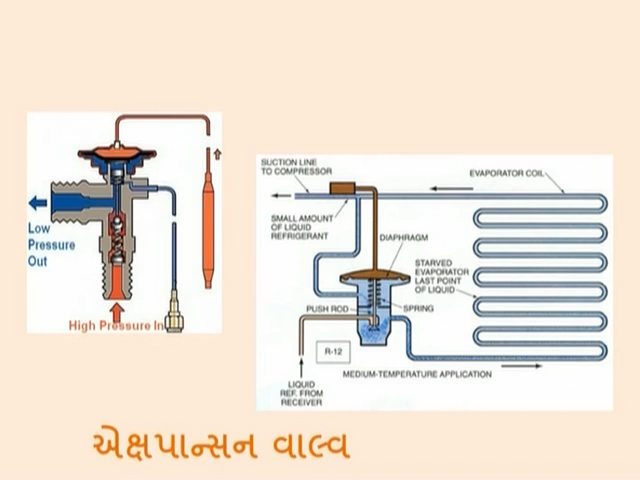 Low
Pressure
Out
High Pressure In
SUCTION LINE
TO COMPRESSOR
EVAPORATOR COIL
SMALL AMOUNT
OF LIQUID
REFRIGERANT
DIAPHRAGM
STARVED
EVAPORATOR
LAST POINT
OF LIQUID
PUSH ROD
SPRING
R-12
MEDIUM-TEMPERATURE APPLICATION
LIQUID
REF. FROM
RECEIVER
એક્ષપાન્સન વાલ્વ